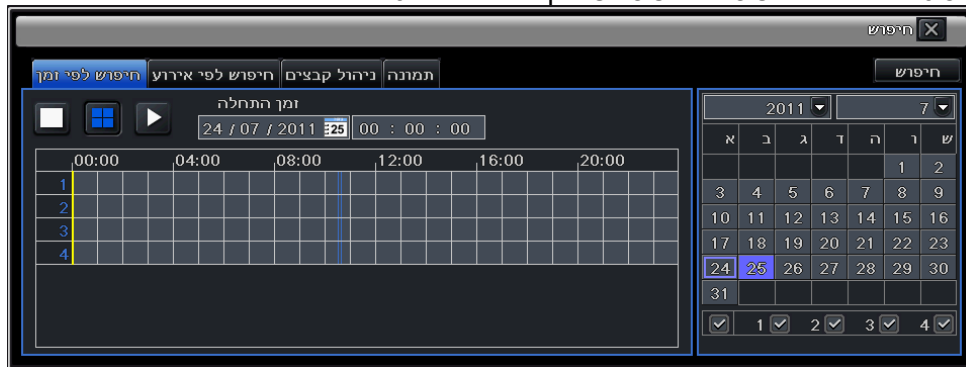 חיפוש
חיפוש לפי זמן חיפוש לפי אירוע ניהול קבצים תמונה
חיפוש
זמן התחלה
24 / 07 / 2011 25 00 : 00 : 00
00:00 04:00 08:00 12:00 16:00 20:00
1
2
3
4
2011 7
א ב ג ד ה ו ש
1 2
3 4 5 6 7 8 9
10 11 12 13 14 15 16
17 18 19 20 21 22 23
24 25 26 27 28 29 30
31
1 2 3 4